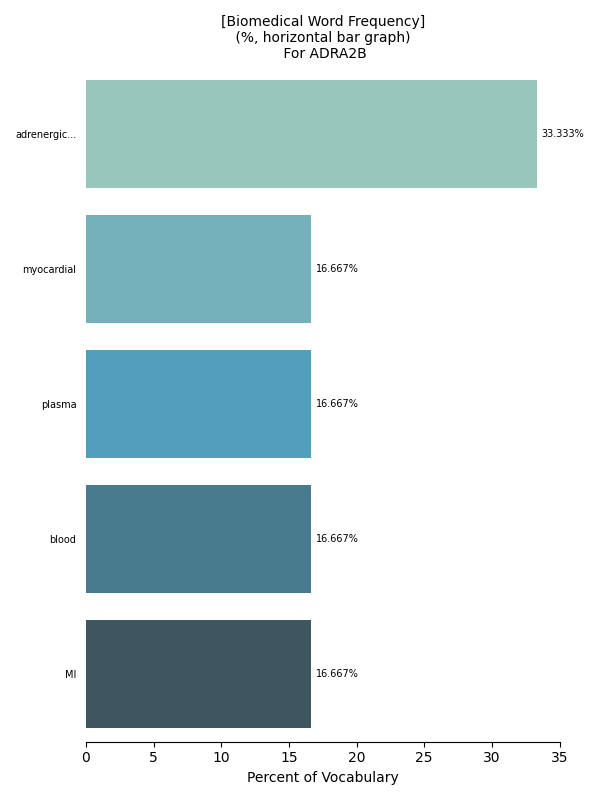 [Biomedical Word Frequency]
(%, horizontal bar graph)
For ADRA2B
adrenergic...
33.333%
myocardial
16.667%
plasma
16.667%
blood
16.667%
MI
16.667%
0 5 10 15 20 25 30 35
Percent of Vocabulary